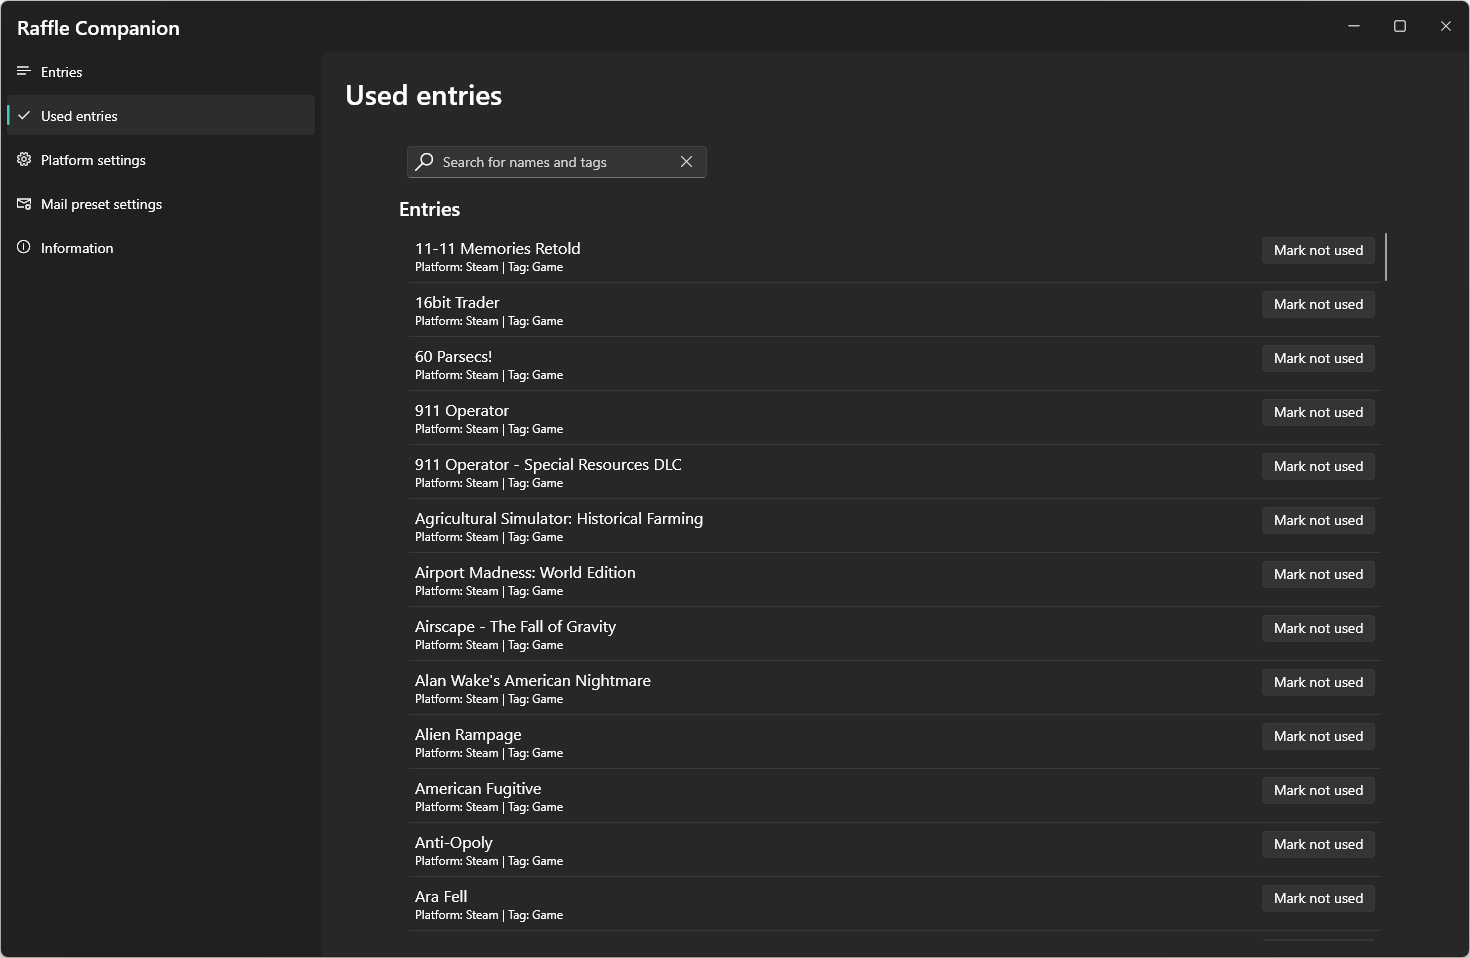 Raffle Companion
Entries
Used entries
Platform settings
Mail preset settings
Information
Used entries
Search for names and tags
Entries
11-11 Memories Retold
Platform: Steam | Tag: Game
Mark not used
16bit Trader
Platform: Steam | Tag: Game
Mark not used
60 Parsecs!
Platform: Steam | Tag: Game
Mark not used
911 Operator
Platform: Steam | Tag: Game
Mark not used
911 Operator - Special Resources DLC
Platform: Steam | Tag: Game
Mark not used
Agricultural Simulator: Historical Farming
Platform: Steam | Tag: Game
Mark not used
Airport Madness: World Edition
Platform: Steam | Tag: Game
Mark not used
Airscape - The Fall of Gravity
Platform: Steam | Tag: Game
Mark not used
Alan Wake's American Nightmare
Platform: Steam | Tag: Game
Mark not used
Alien Rampage
Platform: Steam | Tag: Game
Mark not used
American Fugitive
Platform: Steam | Tag: Game
Mark not used
Anti-Opoly
Platform: Steam | Tag: Game
Mark not used
Ara Fell
Platform: Steam | Tag: Game
Mark not used